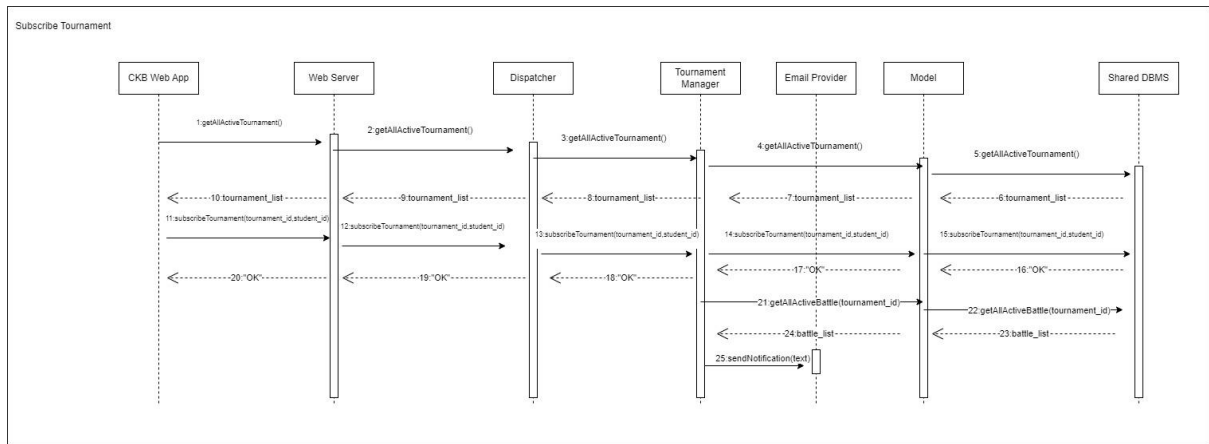 Subscribe Tournament
CKB Web App
Web Server
Dispatcher
Tournament
Manager
Email Provider
Model
Shared DBMS
1:getAllActiveTournament()
2:getAllActiveTournament()
3:getAllActiveTournament()
4:getAllActiveTournament()
5:getAllActiveTournament()
10:tournament_list
9:tournament_list
8:tournament_list
7:tournament_list
6:tournament_list
11:subscribeTournament(tournament_id,student_id)
12:subscribeTournament(tournament_id,student_id)
13:subscribeTournament(tournament_id,student_id)
14:subscribeTournament(tournament_id,student_id)
15:subscribeTournament(tournament_id,student_id)
20:"OK"
19:"OK"
18:"OK"
17:"OK"
16:"OK"
21:getAllActiveBattle(tournament_id)
22:getAllActiveBattle(tournament_id)
24:battle_list
23:battle_list
25:sendNotification(text)